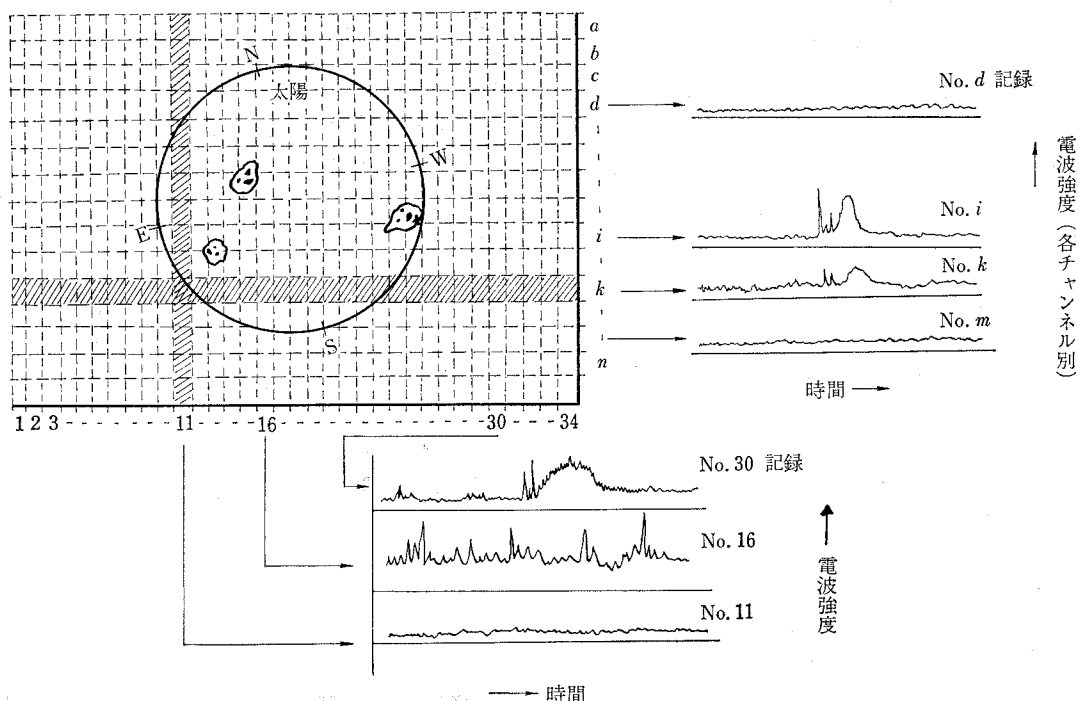 a
b
c
d
i
k
n
N
太陽
W
E
S
1 2 3 - - - - - - - - - - 11 - - - - 16 - - - - - - - - - - - - - 30 - - - 34
No. d 記録
No. i
No. k
No. m
時間
電波強度（各チャンネル別）
No. 30 記録
No. 16
No. 11
電波強度
時間